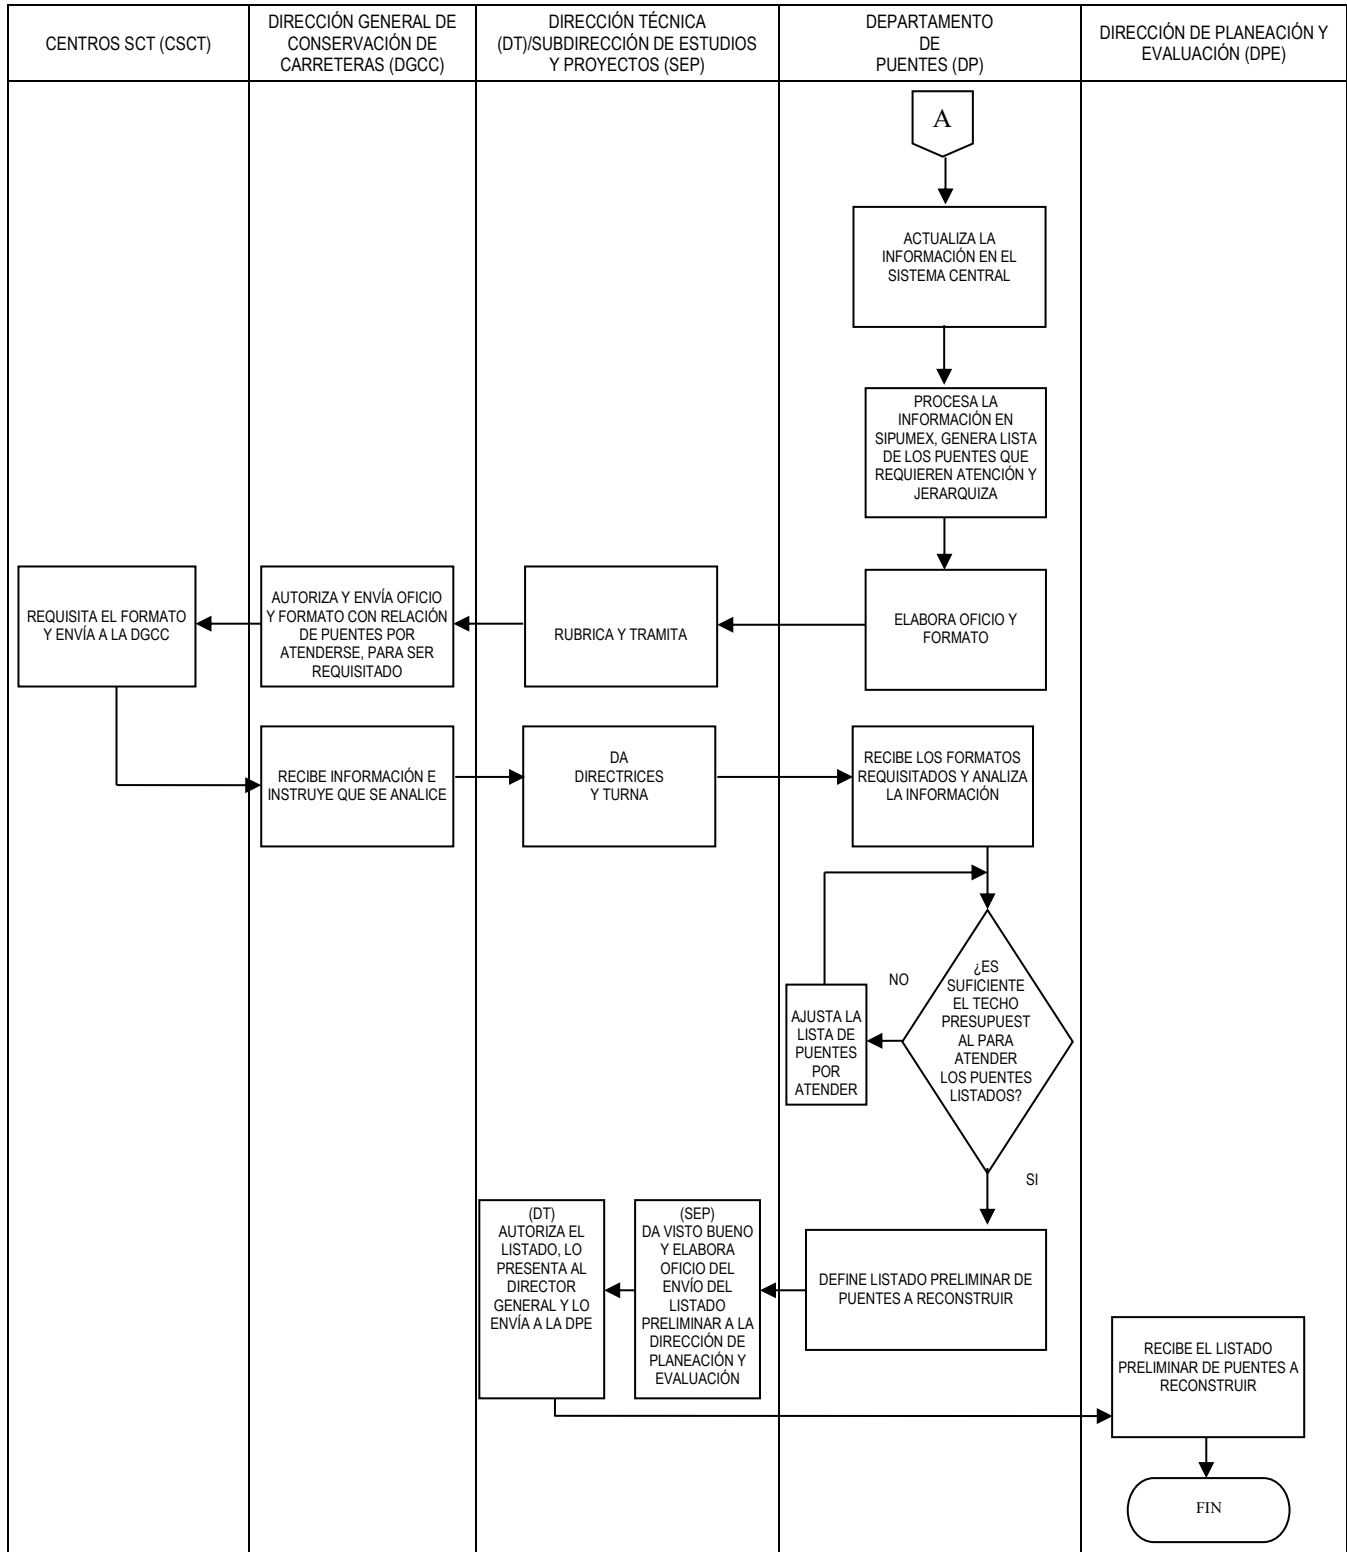 CENTROS SCT (CSCT)
DIRECCIÓN GENERAL DE
CONSERVACIÓN DE
CARRETERAS (DGCC)
DIRECCIÓN TÉCNICA
(DT)/SUBDIRECCIÓN DE ESTUDIOS
Y PROYECTOS (SEP)
DEPARTAMENTO
DE
PUENTES (DP)
DIRECCIÓN DE PLANEACIÓN Y
EVALUACIÓN (DPE)
A
ACTUALIZA LA
INFORMACIÓN EN EL
SISTEMA CENTRAL
PROCESA LA
INFORMACIÓN EN
SIPUMEX, GENERA LISTA
DE LOS PUENTES QUE
REQUIEREN ATENCIÓN Y
JERARQUIZA
ELABORA OFICIO Y
FORMATO
RUBRICA Y TRAMITA
AUTORIZA Y ENVÍA OFICIO
Y FORMATO CON RELACIÓN
DE PUENTES POR
ATENDERSE, PARA SER
REQUISITADO
REQUISITA EL FORMATO
Y ENVÍA A LA DGCC
RECIBE INFORMACIÓN E
INSTRUYE QUE SE ANALICE
DA
DIRECTRICES
Y TURNA
RECIBE LOS FORMATOS
REQUISITADOS Y ANALIZA
LA INFORMACIÓN
¿ES
SUFICIENTE
EL TECHO
PRESUPUEST
AL PARA
ATENDER
LOS PUENTES
LISTADOS?
NO
AJUSTA LA
LISTA DE
PUENTES
POR
ATENDER
SI
DEFINE LISTADO PRELIMINAR DE
PUENTES A RECONSTRUIR
(SEP)
DA VISTO BUENO
Y ELABORA
OFICIO DEL
ENVÍO DEL
LISTADO
PRELIMINAR A LA
DIRECCIÓN DE
PLANEACIÓN Y
EVALUACIÓN
(DT)
AUTORIZA EL
LISTADO, LO
PRESENTA AL
DIRECTOR
GENERAL Y LO
ENVÍA A LA DPE
RECIBE EL LISTADO
PRELIMINAR DE PUENTES A
RECONSTRUIR
FIN